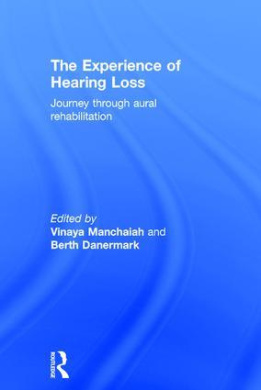 The Experience of
Hearing Loss
Journey through aural
rehabilitation
Edited by
Vinaya Manchaiah and
Berth Danermark
ROUTLEDGE